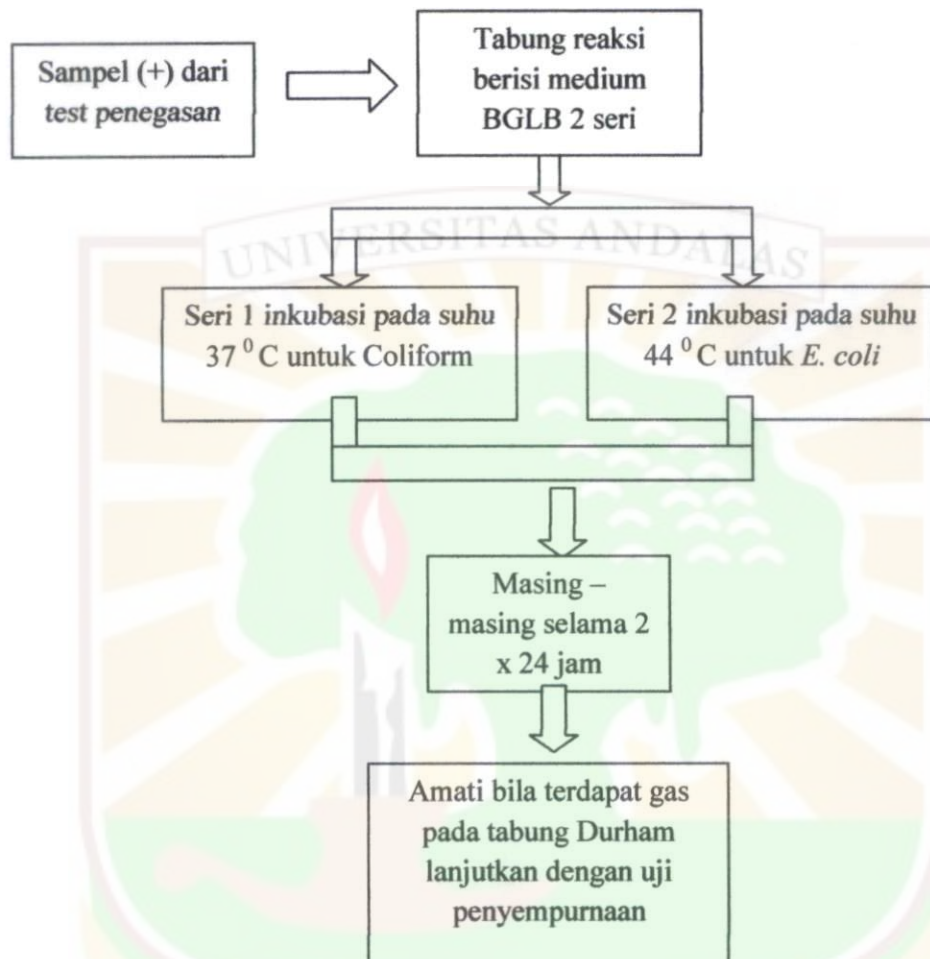 Sampel (+) dari
test penegasan
Tabung reaksi
berisi medium
BGLB 2 seri
UNIVERSITAS ANDALAS
Seri 1 inkubasi pada suhu
37 ⁰ C untuk Coliform
Seri 2 inkubasi pada suhu
44 ⁰ C untuk E. coli
Masing –
masing selama 2
x 24 jam
Amati bila terdapat gas
pada tabung Durham
lanjutkan dengan uji
penyempurnaan